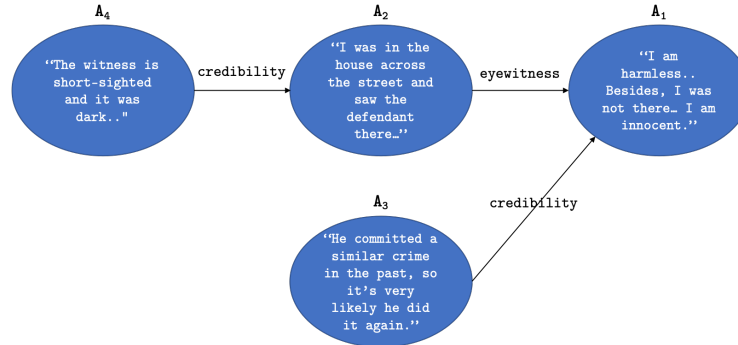 A4
“The witness is
short-sighted
and it was
dark.."
credibility
A2
“I was in the
house across
the street and
saw the
defendant
there…”
eyewitness
A1
“I am
harmless..
Besides, I was
not there… I am
innocent.”
A3
“He committed a
similar crime
in the past, so
it's very
likely he did
it again.”
credibility